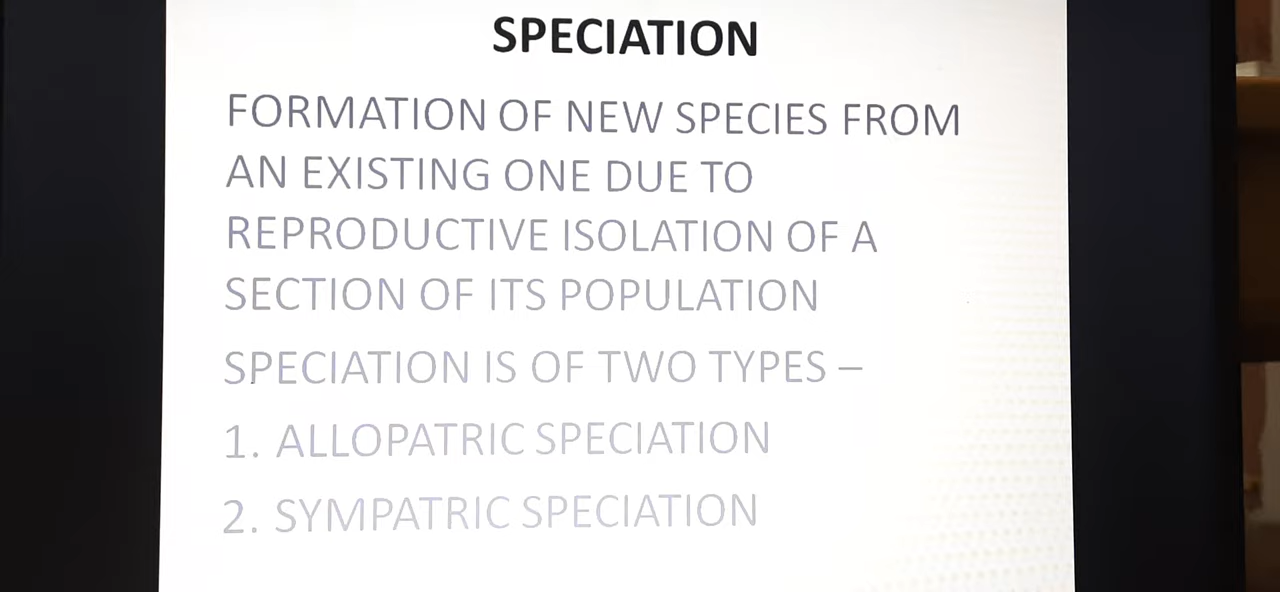 SPECIATION
FORMATION OF NEW SPECIES FROM
AN EXISTING ONE DUE TO
REPRODUCTIVE ISOLATION OF A
SECTION OF ITS POPULATION
SPECIATION IS OF TWO TYPES –
1. ALLOPATRIC SPECIATION
2. SYMPATRIC SPECIATION